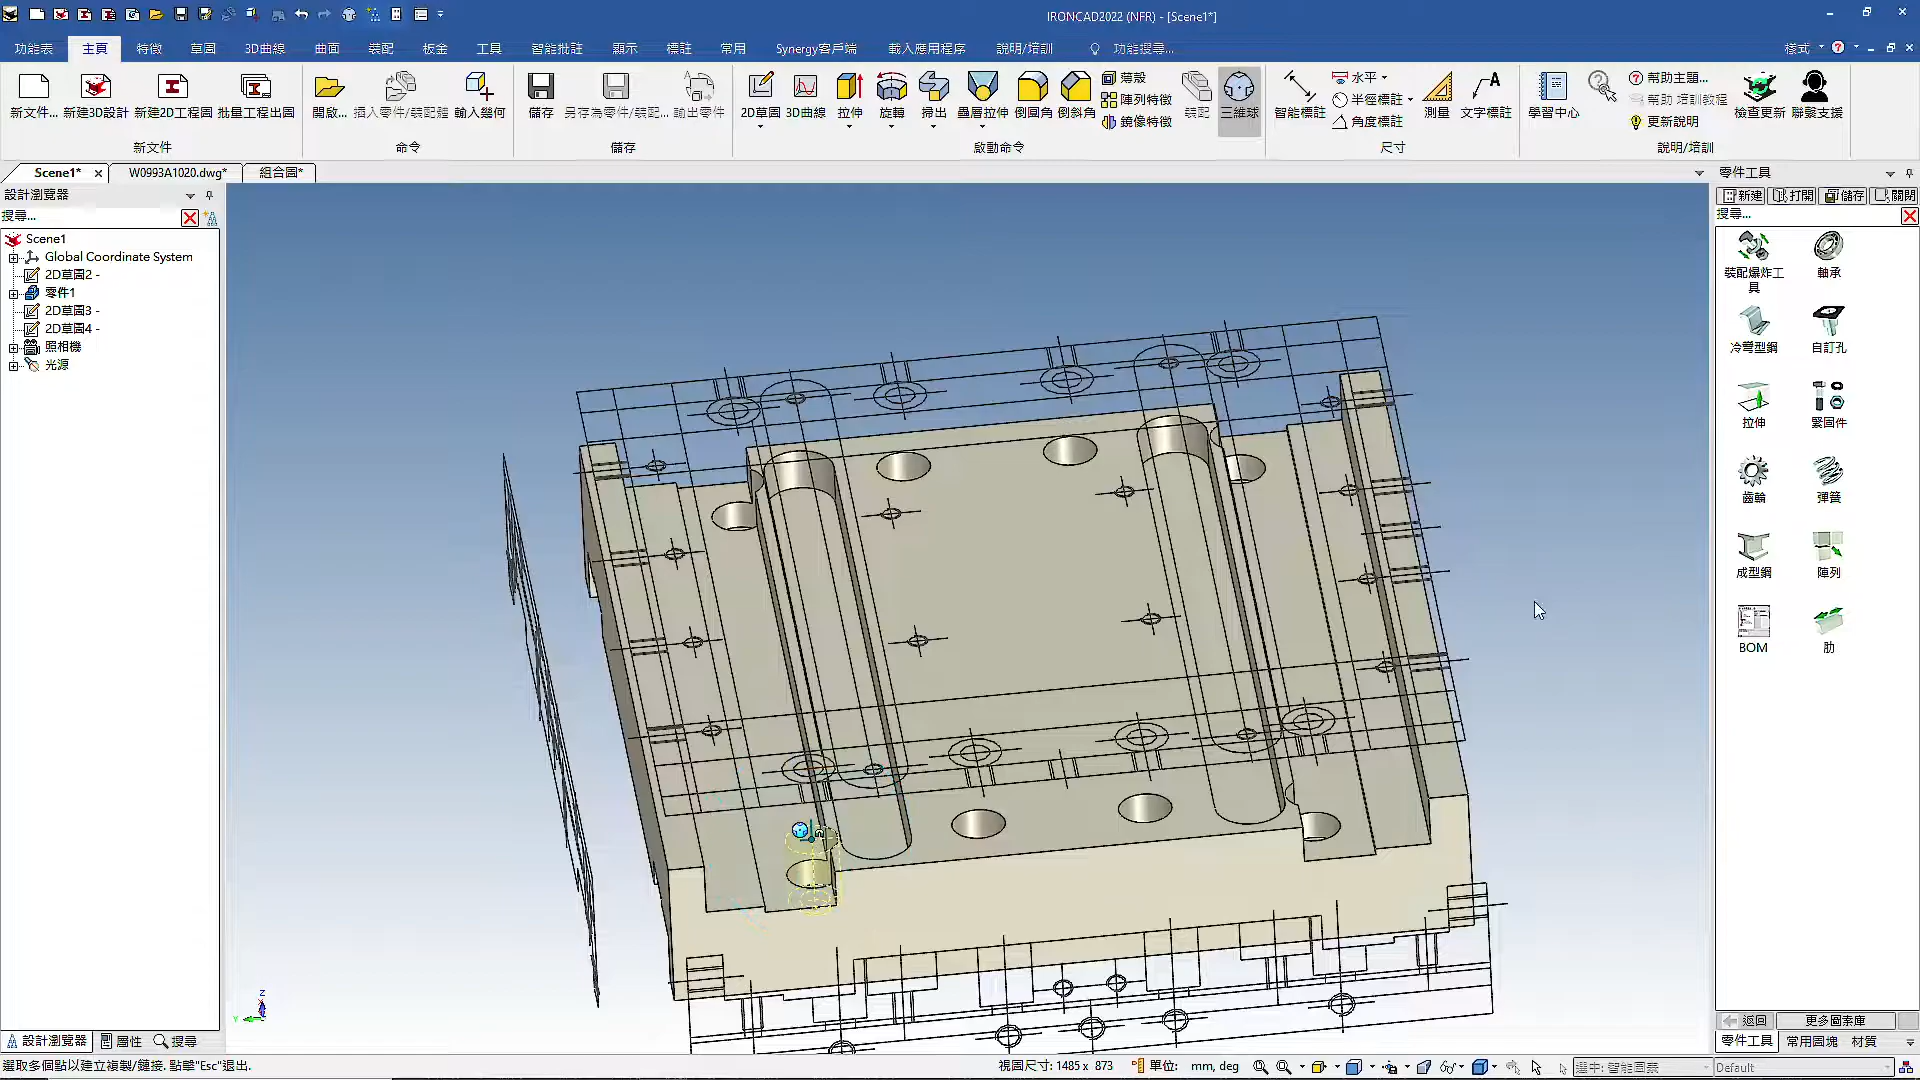 IRONCAD2022 (NFR) - [Scene1*]
功能表 主頁 特徵 草圖 3D曲線 曲面 裝配 鈑金 工具 智能批註 顯示 標註 常用 Synergy客戶端 載入應用程序 說明/培訓 功能搜尋... 樣式
新文件... 新建3D設計 新建2D工程圖 批量工程出圖
新文件
開啟... 插入零件/裝配體 輸入幾何
命令
儲存 另存為零件/裝配... 輸出零件
儲存
2D草圖 3D曲線 拉伸 旋轉 掃出 疊層拉伸 倒圓角 倒斜角
薄殼
陣列特徵
鏡像特徵
裝配 三維球
啟動命令
智能標註
水平
半徑標註
角度標註
測量 文字標註
尺寸
學習中心
幫助主題...
幫助 培訓教程
更新說明
檢查更新 聯繫支援
說明/培訓
Scene1* W0993A1020.dwg* 組合圖*
設計瀏覽器
搜尋...
Scene1
Global Coordinate System
2D草圖2 -
零件1
2D草圖3 -
2D草圖4 -
照相機
光源
Z
Y
零件工具
新建 打開 儲存 關閉
搜尋...
裝配爆炸工具 軸承
冷彎型鋼 自訂孔
拉伸 緊固件
齒輪 彈簧
成型鋼 陣列
BOM 肋
返回 更多圖素庫
零件工具 常用圖塊 材質
設計瀏覽器 屬性 搜尋
選取多個點以建立複製/鏈接. 點擊"Esc"退出.
視圖尺寸: 1485 x 873 單位: mm, deg 選中: 智能圖素 Default